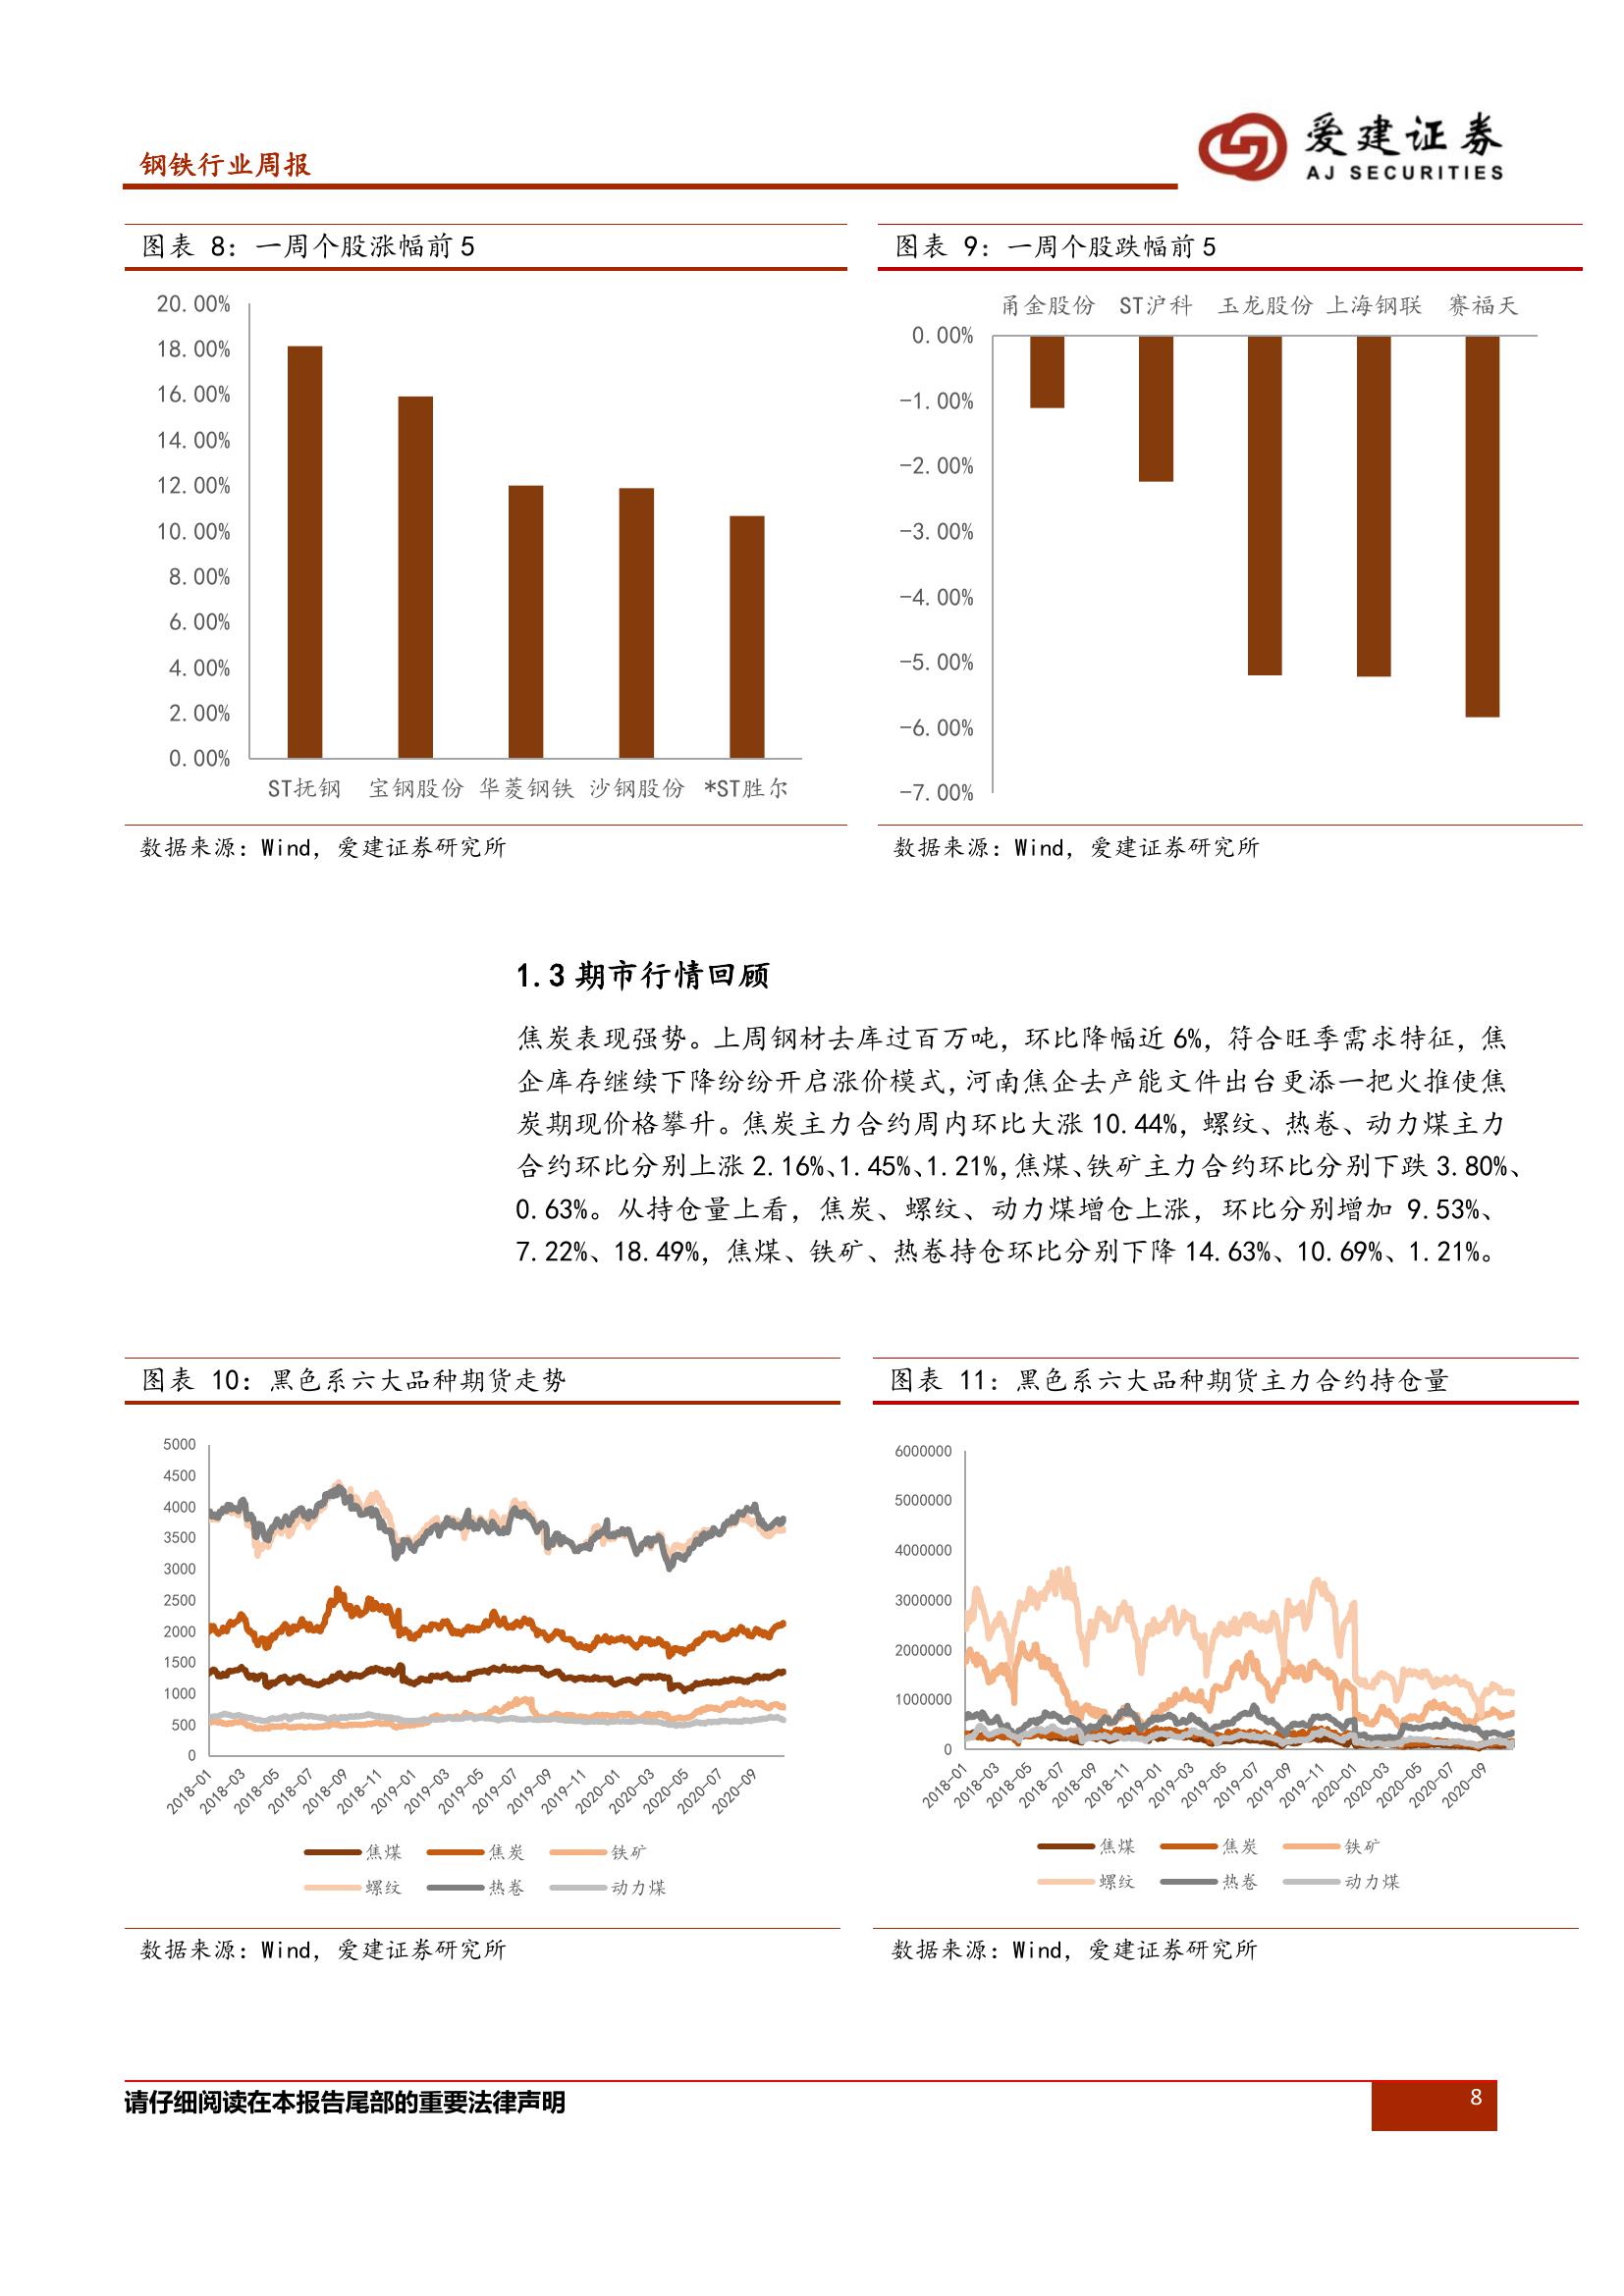 钢铁行业周报
爱建证券
AJ SECURITIES
图表 8：一周个股涨幅前 5
20.00%
18.00%
16.00%
14.00%
12.00%
10.00%
8.00%
6.00%
4.00%
2.00%
0.00%
ST抚钢 宝钢股份 华菱钢铁 沙钢股份 *ST胜尔
数据来源：Wind，爱建证券研究所
图表 9：一周个股跌幅前 5
甬金股份 ST沪科 玉龙股份 上海钢联 赛福天
0.00%
-1.00%
-2.00%
-3.00%
-4.00%
-5.00%
-6.00%
-7.00%
数据来源：Wind，爱建证券研究所
1.3 期市行情回顾
焦炭表现强势。上周钢材去库过百万吨，环比降幅近 6%，符合旺季需求特征，焦
企库存继续下降纷纷开启涨价模式，河南焦企去产能文件出台更添一把火推使焦
炭期现价格攀升。焦炭主力合约周内环比大涨 10.44%，螺纹、热卷、动力煤主力
合约环比分别上涨 2.16%、1.45%、1.21%，焦煤、铁矿主力合约环比分别下跌 3.80%、
0.63%。从持仓量上看，焦炭、螺纹、动力煤增仓上涨，环比分别增加 9.53%、
7.22%、18.49%，焦煤、铁矿、热卷持仓环比分别下降 14.63%、10.69%、1.21%。
图表 10：黑色系六大品种期货走势
5000
4500
4000
3500
3000
2500
2000
1500
1000
500
0
2018-01 2018-03 2018-05 2018-07 2018-09 2018-11 2019-01 2019-03 2019-05 2019-07 2019-09 2019-11 2020-01 2020-03 2020-05 2020-07 2020-09
焦煤 焦炭 铁矿
螺纹 热卷 动力煤
数据来源：Wind，爱建证券研究所
图表 11：黑色系六大品种期货主力合约持仓量
6000000
5000000
4000000
3000000
2000000
1000000
0
2018-01 2018-03 2018-05 2018-07 2018-09 2018-11 2019-01 2019-03 2019-05 2019-07 2019-09 2019-11 2020-01 2020-03 2020-05 2020-07 2020-09
焦煤 焦炭 铁矿
螺纹 热卷 动力煤
数据来源：Wind，爱建证券研究所
请仔细阅读在本报告尾部的重要法律声明
8